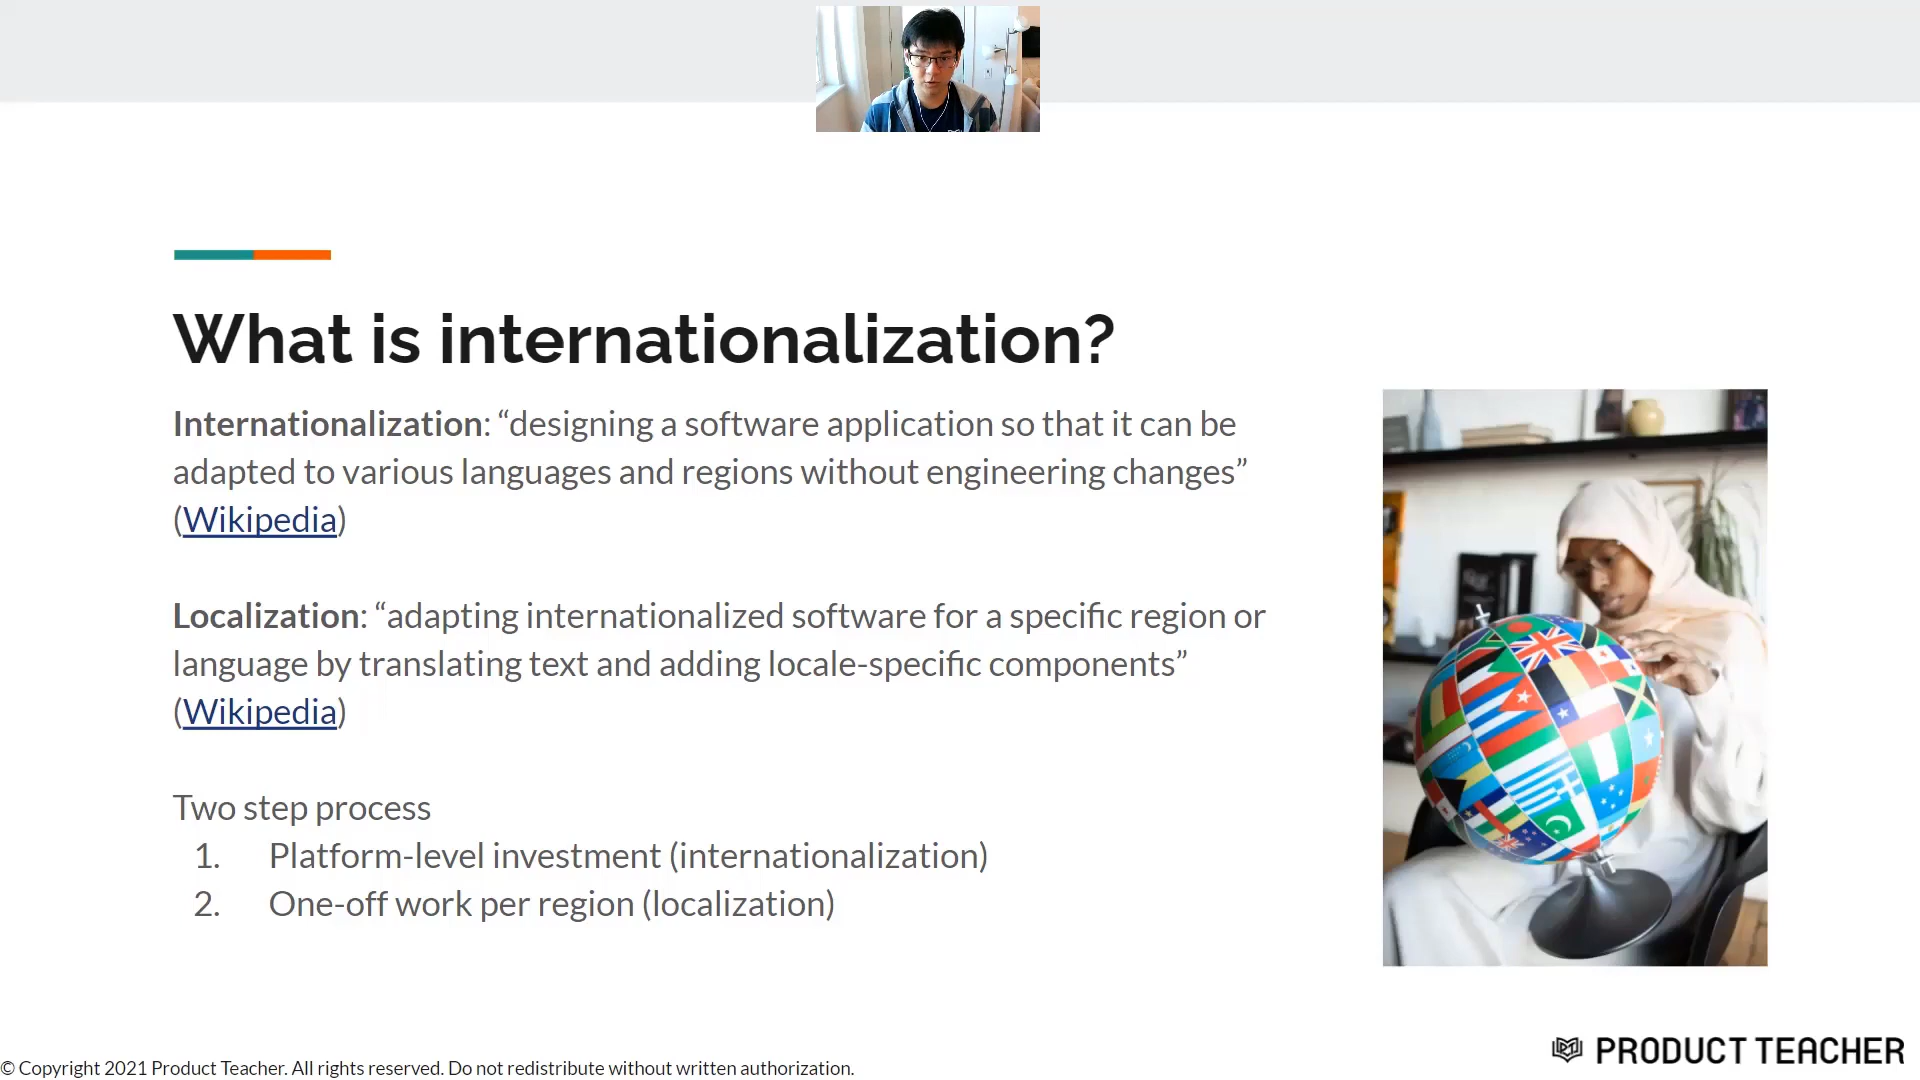 What is internationalization?
Internationalization: “designing a software application so that it can be
adapted to various languages and regions without engineering changes”
(Wikipedia)
Localization: “adapting internationalized software for a specific region or
language by translating text and adding locale-specific components”
(Wikipedia)
Two step process
1. Platform-level investment (internationalization)
2. One-off work per region (localization)
PRODUCT TEACHER
© Copyright 2021 Product Teacher. All rights reserved. Do not redistribute without written authorization.